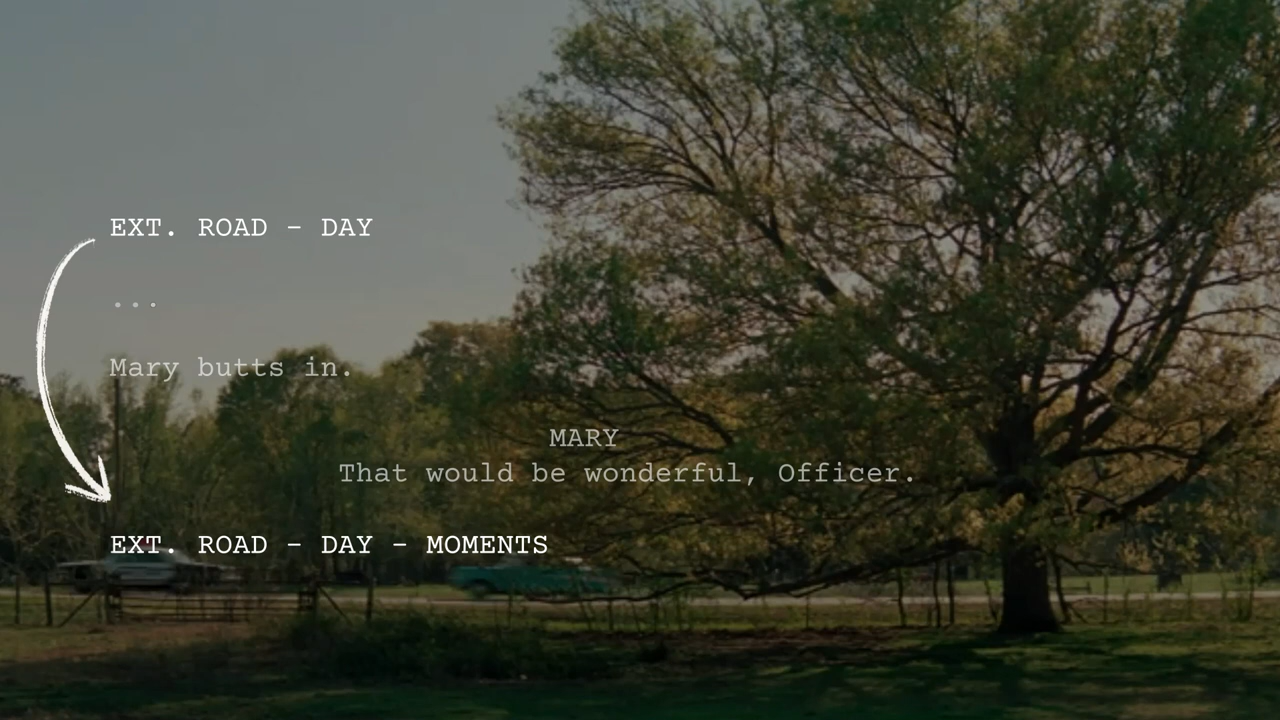 EXT. ROAD - DAY
...
Mary butts in.
MARY
That would be wonderful, Officer.
EXT. ROAD - DAY - MOMENTS